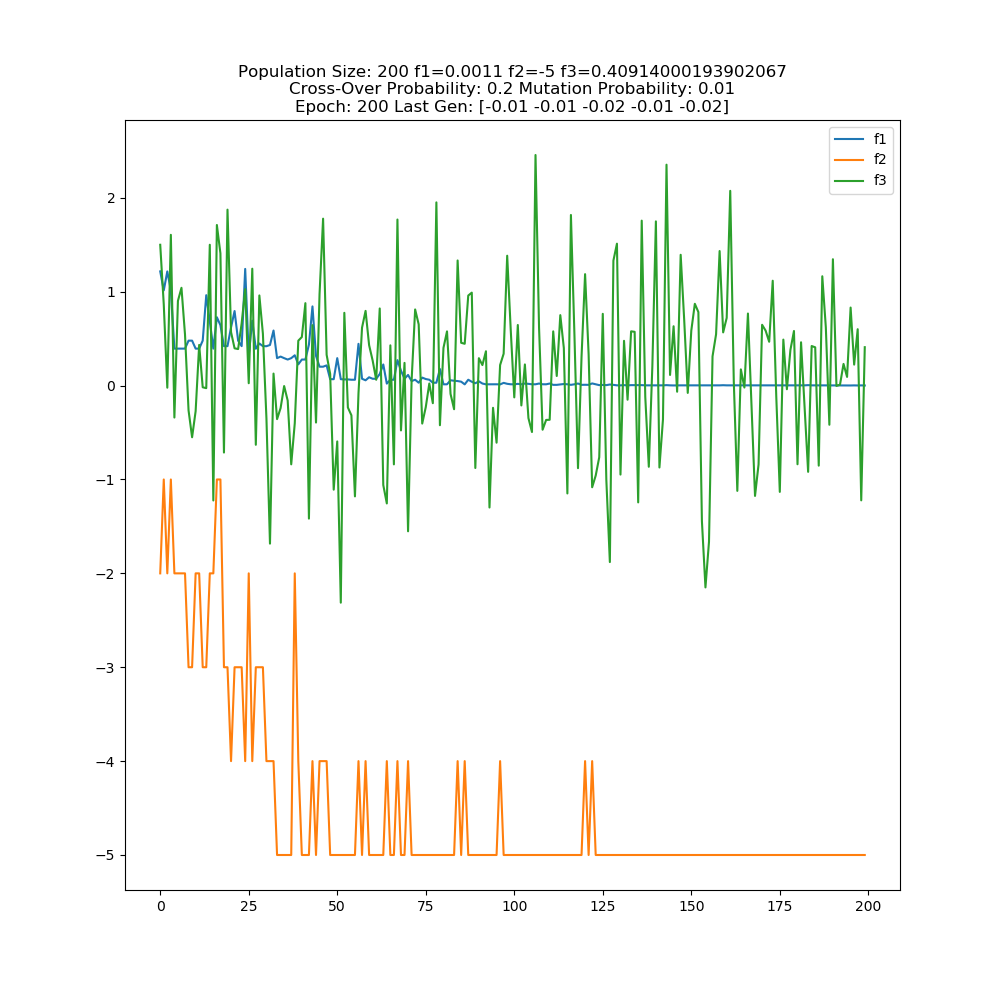 Population Size: 200 f1=0.0011 f2=-5 f3=0.40914000193902067
Cross-Over Probability: 0.2 Mutation Probability: 0.01
Epoch: 200 Last Gen: [-0.01 -0.01 -0.02 -0.01 -0.02]
f1
f2
f3
2
1
0
−1
−2
−3
−4
−5
0 25 50 75 100 125 150 175 200